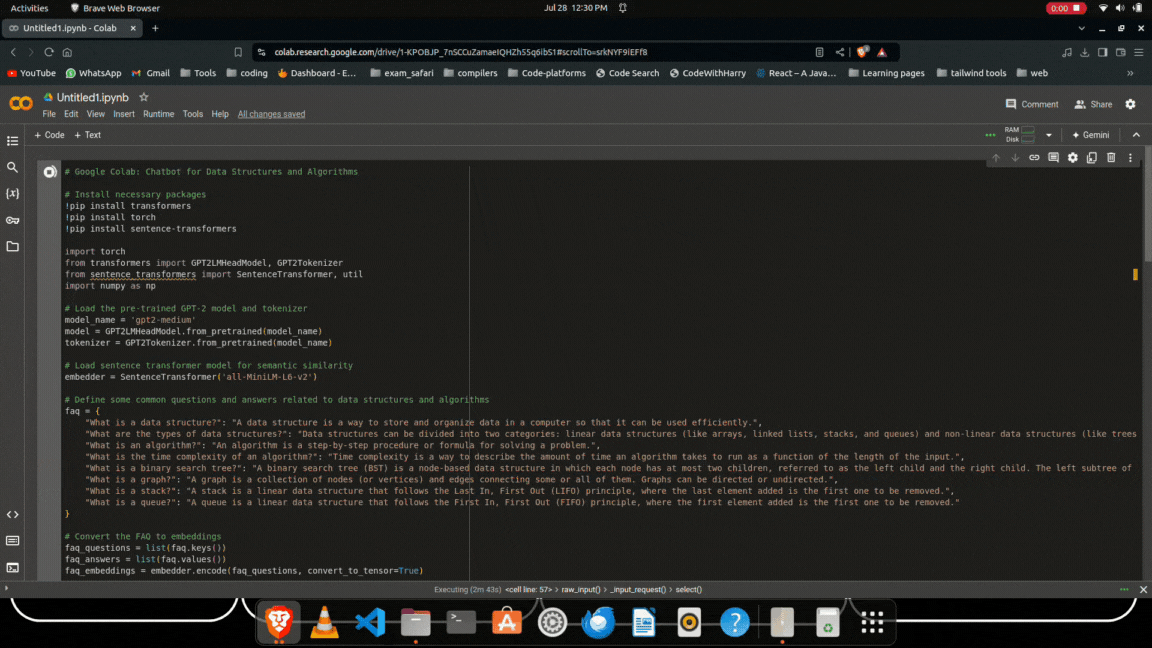 Activities Brave Web Browser Jul 28 12:30 PM 0:00
Untitled1.ipynb - Colab
colab.research.google.com/drive/1-KPOBJP_7nSCCuZamaeIQHZhS5q6ibS1#scrollTo=srkNYF9iEFf8
YouTube WhatsApp Gmail Tools coding Dashboard - E... exam_safari compilers Code-platforms Code Search CodeWithHarry React – A Java... Learning pages tailwind tools web
Untitled1.ipynb
Comment Share
File Edit View Insert Runtime Tools Help All changes saved
+ Code + Text RAM Disk Gemini
# Google Colab: Chatbot for Data Structures and Algorithms
# Install necessary packages
!pip install transformers
!pip install torch
!pip install sentence-transformers
import torch
from transformers import GPT2LMHeadModel, GPT2Tokenizer
from sentence_transformers import SentenceTransformer, util
import numpy as np
# Load the pre-trained GPT-2 model and tokenizer
model_name = 'gpt2-medium'
model = GPT2LMHeadModel.from_pretrained(model_name)
tokenizer = GPT2Tokenizer.from_pretrained(model_name)
# Load sentence transformer model for semantic similarity
embedder = SentenceTransformer('all-MiniLM-L6-v2')
# Define some common questions and answers related to data structures and algorithms
faq = {
"What is a data structure?": "A data structure is a way to store and organize data in a computer so that it can be used efficiently.",
"What are the types of data structures?": "Data structures can be divided into two categories: linear data structures (like arrays, linked lists, stacks, and queues) and non-linear data structures (like trees
"What is an algorithm?": "An algorithm is a step-by-step procedure or formula for solving a problem.",
"What is the time complexity of an algorithm?": "Time complexity is a way to describe the amount of time an algorithm takes to run as a function of the length of the input.",
"What is a binary search tree?": "A binary search tree (BST) is a node-based data structure in which each node has at most two children, referred to as the left child and the right child. The left subtree of
"What is a graph?": "A graph is a collection of nodes (or vertices) and edges connecting some or all of them. Graphs can be directed or undirected.",
"What is a stack?": "A stack is a linear data structure that follows the Last In, First Out (LIFO) principle, where the last element added is the first one to be removed.",
"What is a queue?": "A queue is a linear data structure that follows the First In, First Out (FIFO) principle, where the first element added is the first one to be removed."
}
# Convert the FAQ to embeddings
faq_questions = list(faq.keys())
faq_answers = list(faq.values())
faq_embeddings = embedder.encode(faq_questions, convert_to_tensor=True)
Executing (2m 43s) <cell line: 57> > raw_input() > _input_request() > select()